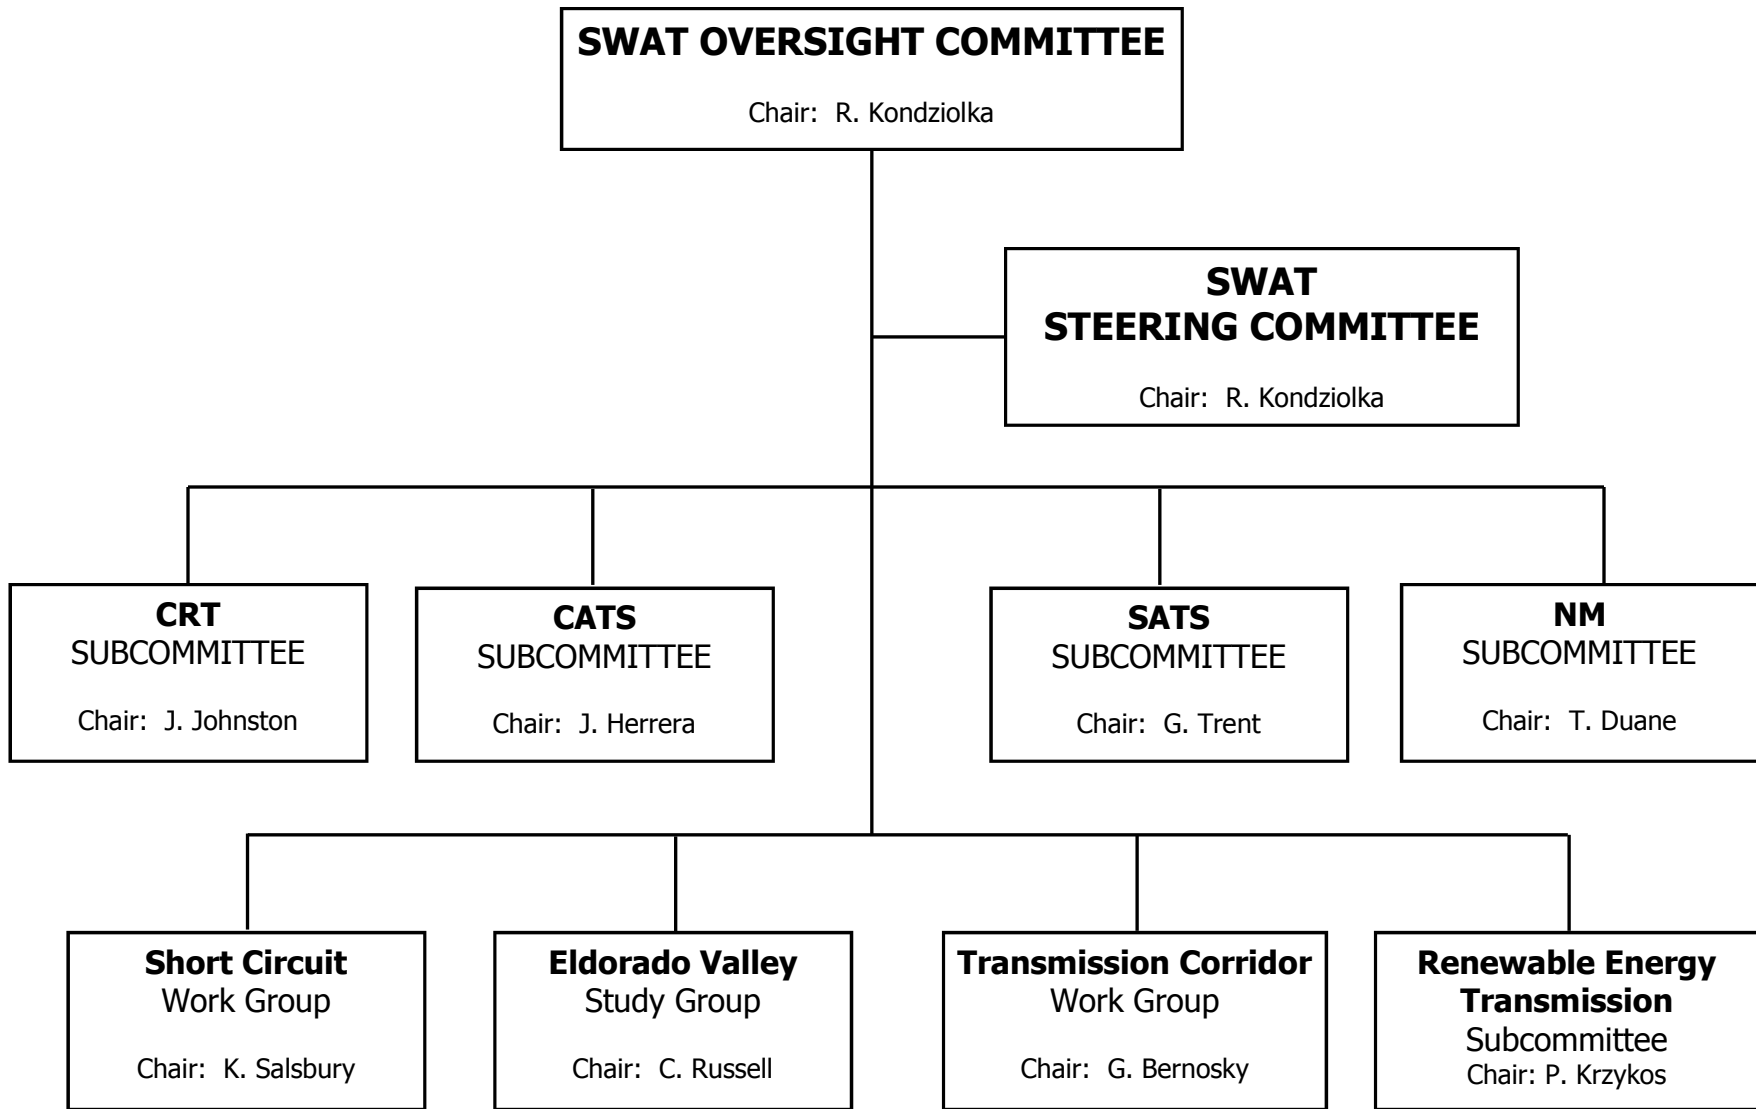 SWAT OVERSIGHT COMMITTEE
Chair: R. Kondziolka
SWAT
STEERING COMMITTEE
Chair: R. Kondziolka
CRT
SUBCOMMITTEE
Chair: J. Johnston
CATS
SUBCOMMITTEE
Chair: J. Herrera
SATS
SUBCOMMITTEE
Chair: G. Trent
NM
SUBCOMMITTEE
Chair: T. Duane
Short Circuit
Work Group
Chair: K. Salsbury
Eldorado Valley
Study Group
Chair: C. Russell
Transmission Corridor
Work Group
Chair: G. Bernosky
Renewable Energy
Transmission
Subcommittee
Chair: P. Krzykos